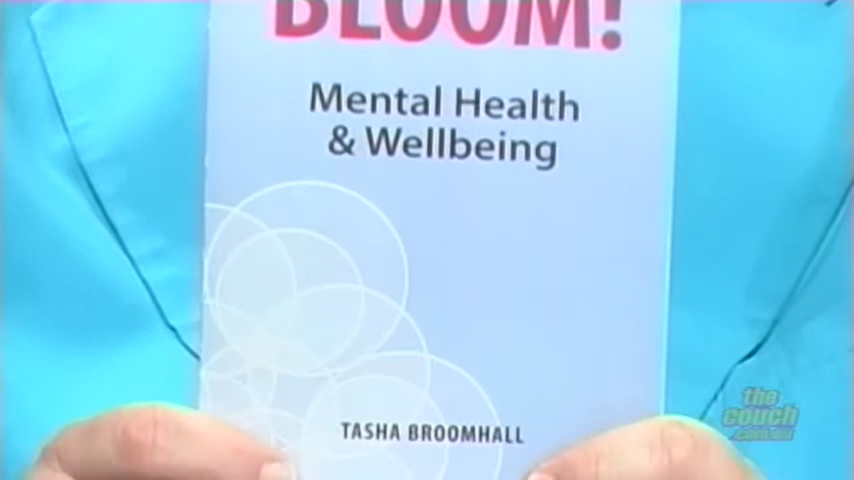 BLOOM!
Mental Health
& Wellbeing
TASHA BROOMHALL
the
couch